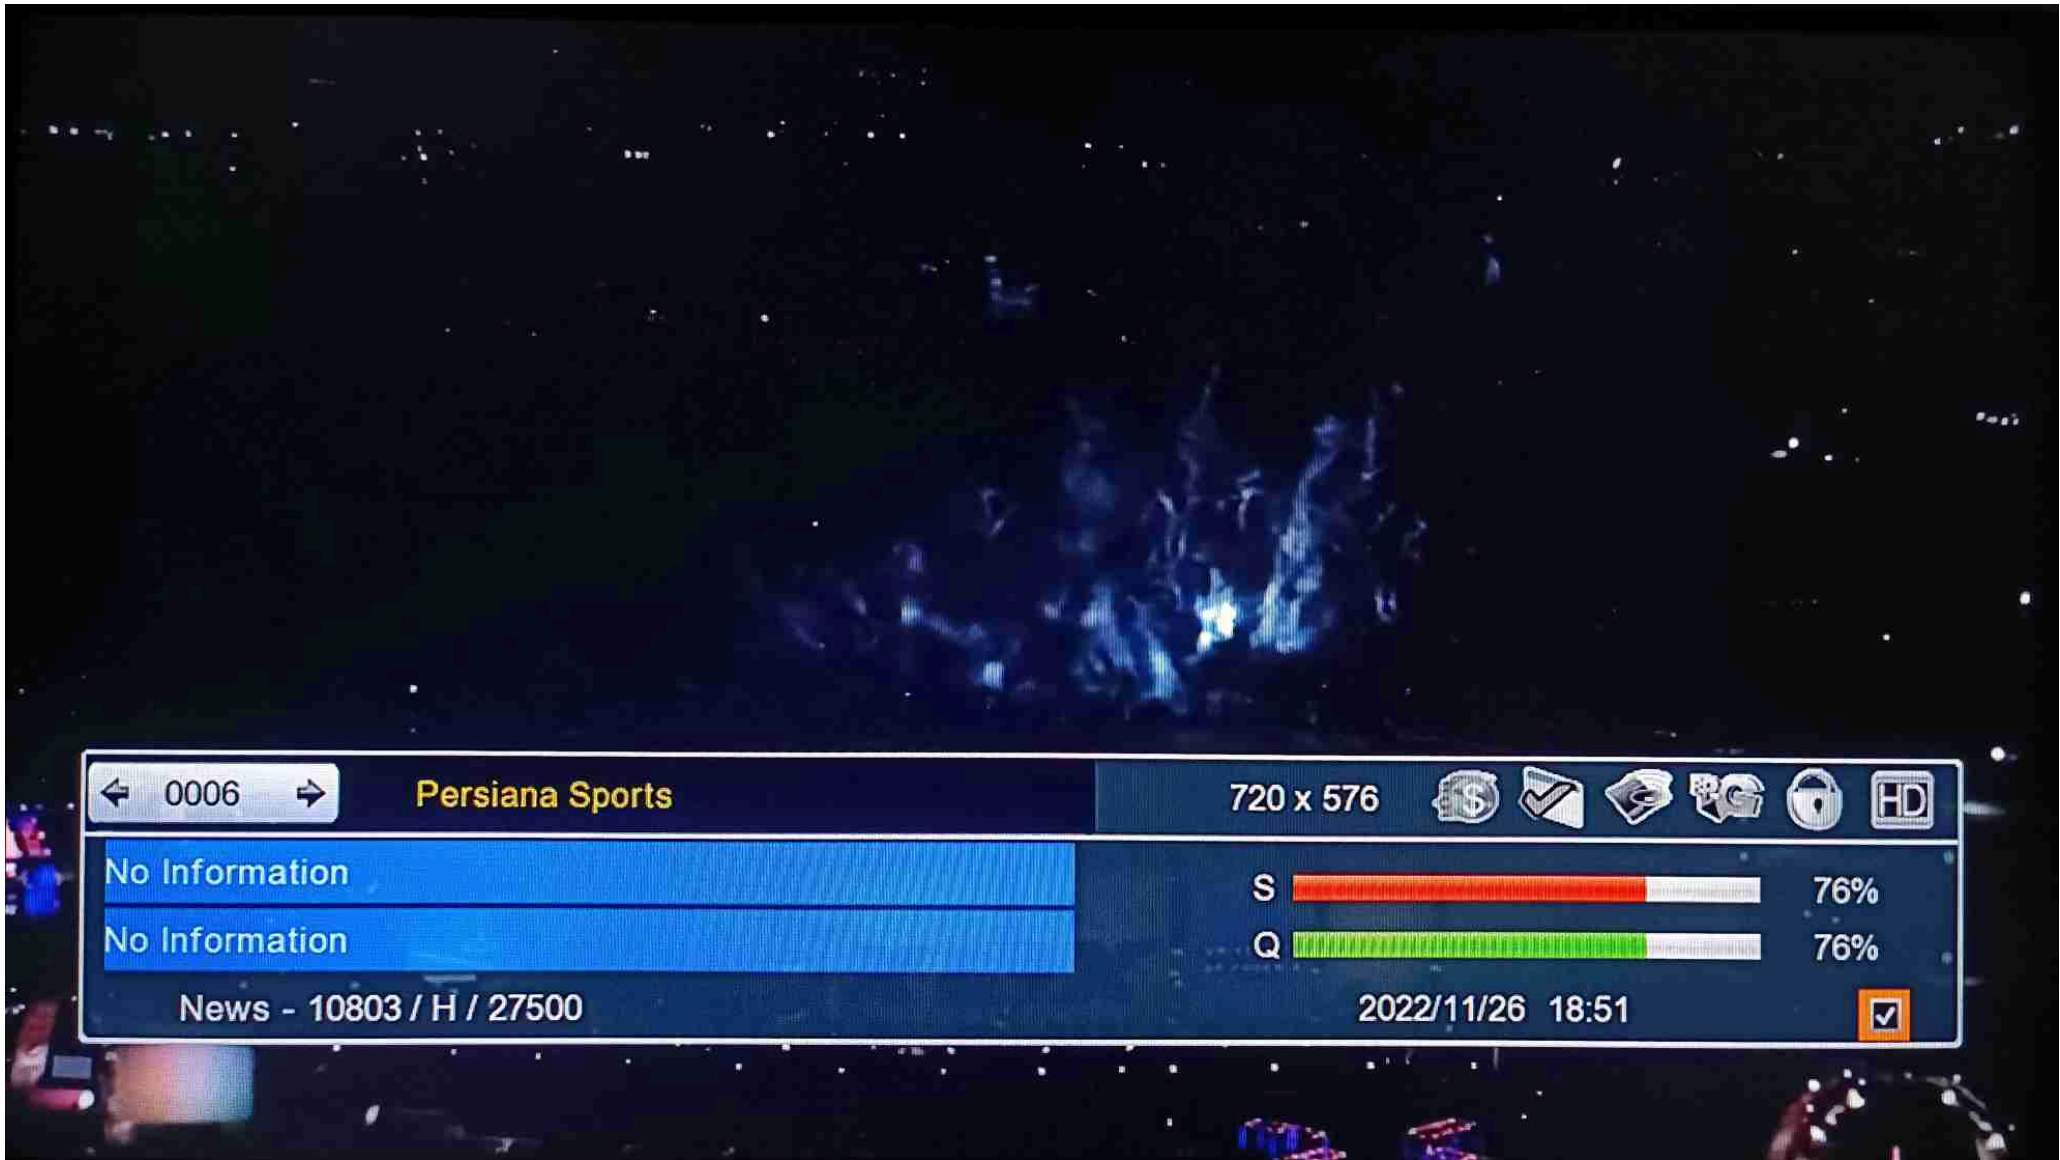 0006
Persiana Sports
720 x 576
$
HD
No Information
No Information
S 76%
Q 76%
News - 10803 / H / 27500
2022/11/26 18:51